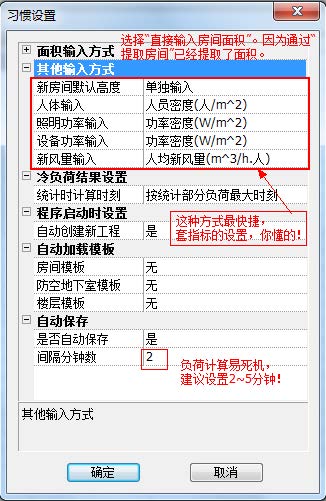 习惯设置
面积输入方式
选择“直接输入房间面积”。因为通过“
提取房间”已经提取了面积。
其他输入方式
新房间默认高度 单独输入
人体输入 人员密度(人/m^2)
照明功率输入 功率密度(W/m^2)
设备功率输入 功率密度(W/m^2)
新风量输入 人均新风量(m^3/h.人)
冷负荷结果设置
统计时计算时刻 按统计部分负荷最大时刻
程序启动时设置
自动创建新工程 是
这种方式最快捷，
套指标的设置，你懂的！
自动加载模板
房间模板 无
防空地下室模板 无
楼层模板 无
自动保存
是否自动保存 是
间隔分钟数 2
负荷计算易死机，
建议设置2~5分钟！
其他输入方式
确定 取消